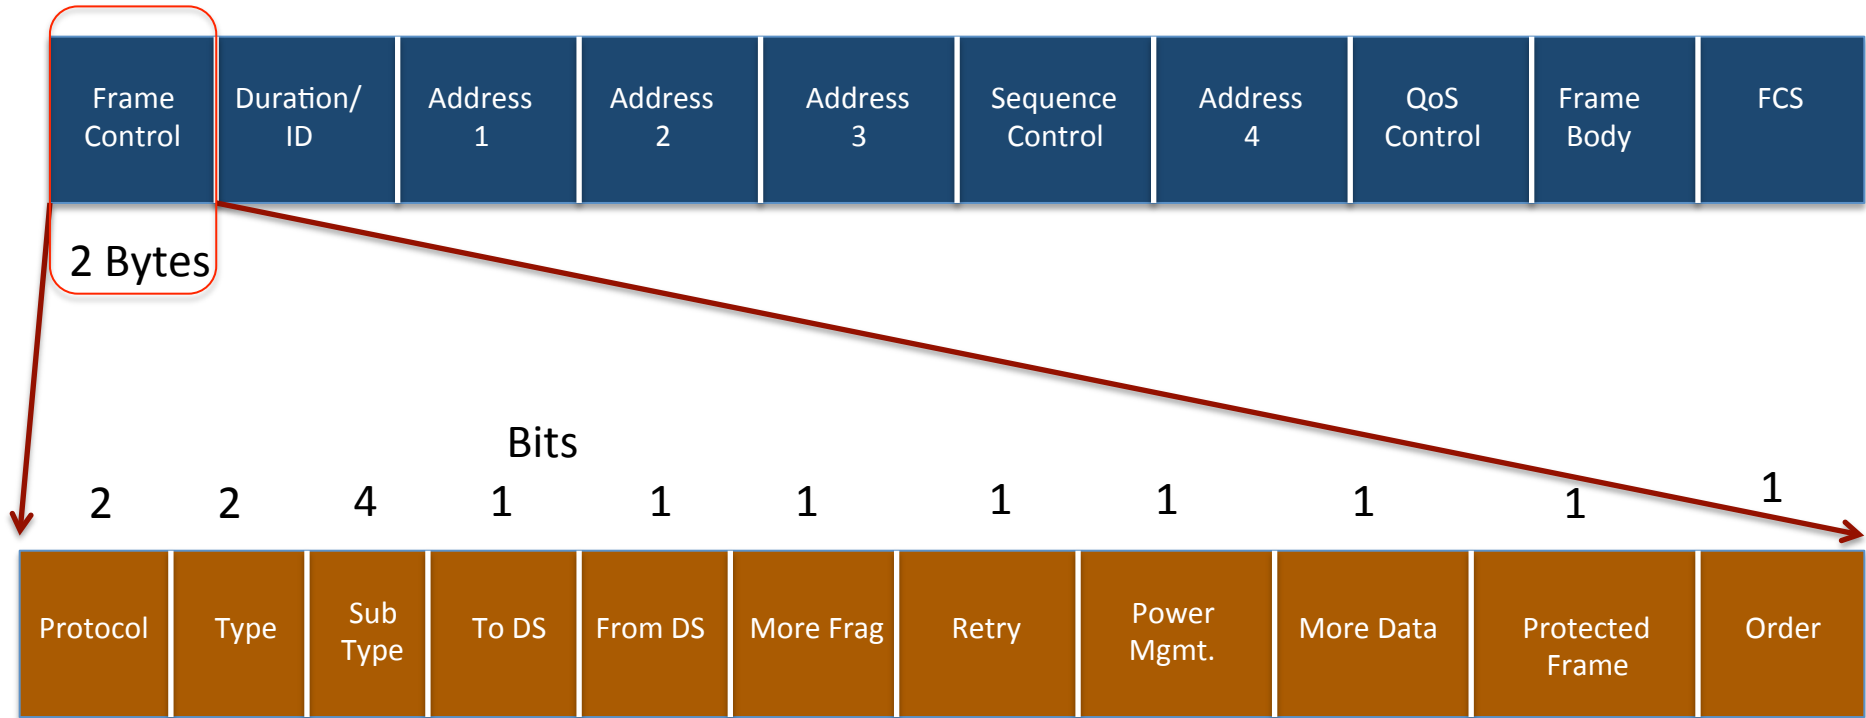 Frame
Control
Duration/
ID
Address
1
Address
2
Address
3
Sequence
Control
Address
4
QoS
Control
Frame
Body
FCS
2 Bytes
Bits
2 2 4 1 1 1 1 1 1 1 1
Protocol
Type
Sub
Type
To DS
From DS
More Frag
Retry
Power
Mgmt.
More Data
Protected
Frame
Order